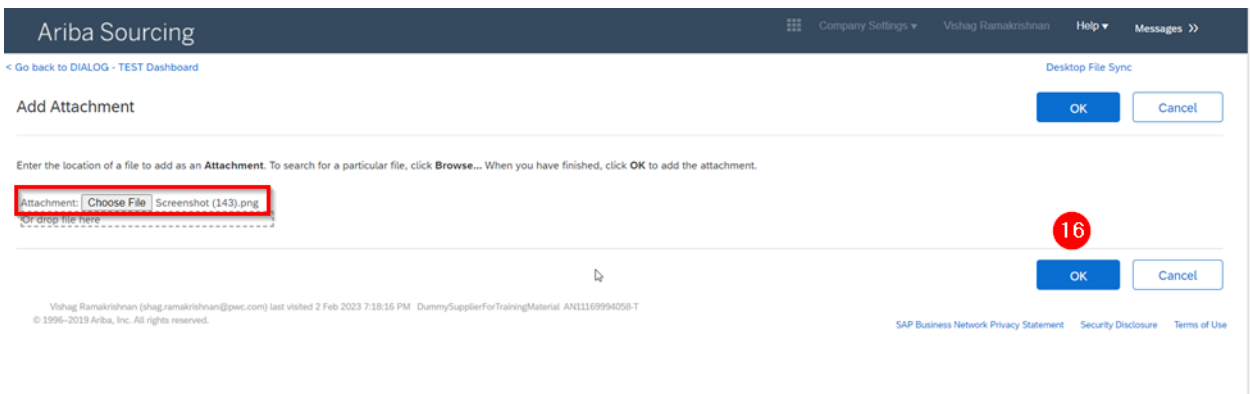 Ariba Sourcing
Company Settings ▾ Vishag Ramakrishnan Help ▾ Messages >>
< Go back to DIALOG - TEST Dashboard Desktop File Sync
Add Attachment OK Cancel
Enter the location of a file to add as an Attachment. To search for a particular file, click Browse... When you have finished, click OK to add the attachment.
Attachment: Choose File Screenshot (143).png
Or drop file here
16
OK Cancel
Vishag Ramakrishnan (shag.ramakrishnan@pwc.com) last visited 2 Feb 2023 7:18:16 PM DummySupplierForTrainingMaterial AN11169994058-T
© 1996–2019 Ariba, Inc. All rights reserved.
SAP Business Network Privacy Statement Security Disclosure Terms of Use